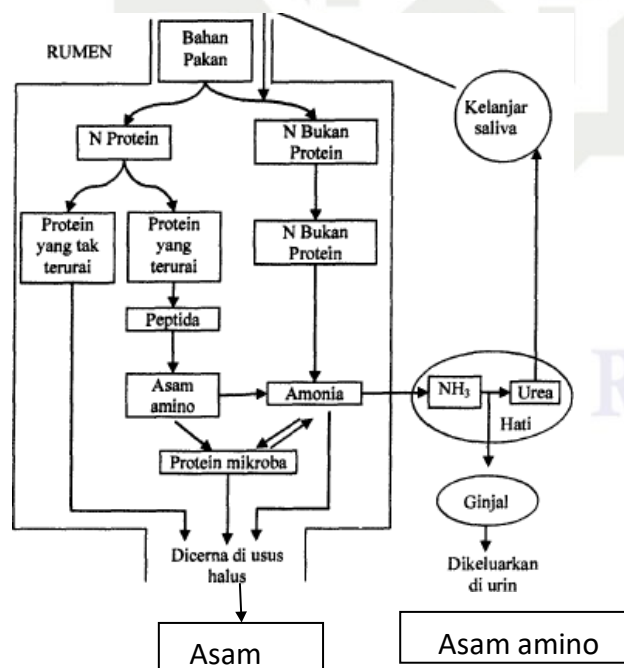 RUMEN
Bahan
Pakan
Kelanjar
saliva
N Protein
N Bukan
Protein
Protein
yang tak
terurai
Protein
yang
terurai
N Bukan
Protein
Peptida
Asam
amino
Amonia
NH₃
Urea
Hati
Protein mikroba
Ginjal
Dicerna di usus
halus
Dikeluarkan
di urin
Asam
Asam amino
R